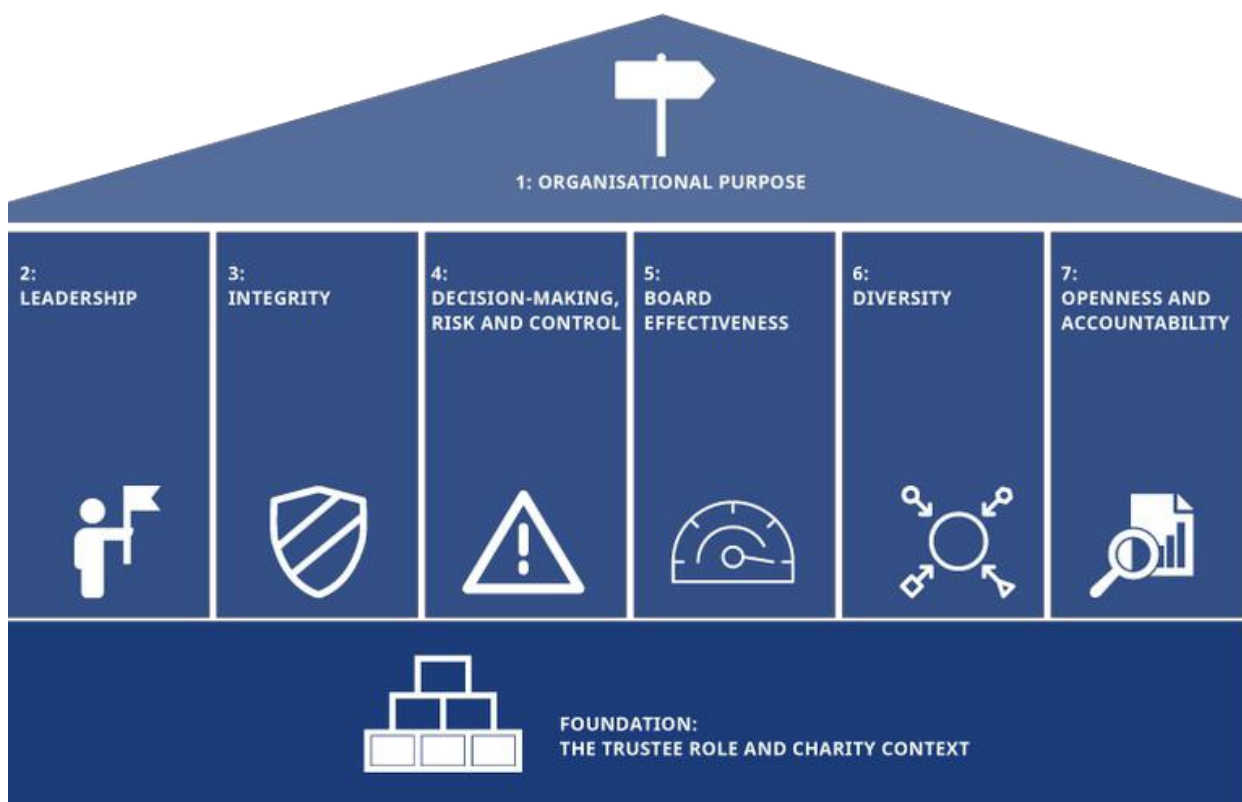 1: ORGANISATIONAL PURPOSE
2:
LEADERSHIP
3:
INTEGRITY
4:
DECISION-MAKING,
RISK AND CONTROL
5:
BOARD
EFFECTIVENESS
6:
DIVERSITY
7:
OPENNESS AND
ACCOUNTABILITY
FOUNDATION:
THE TRUSTEE ROLE AND CHARITY CONTEXT